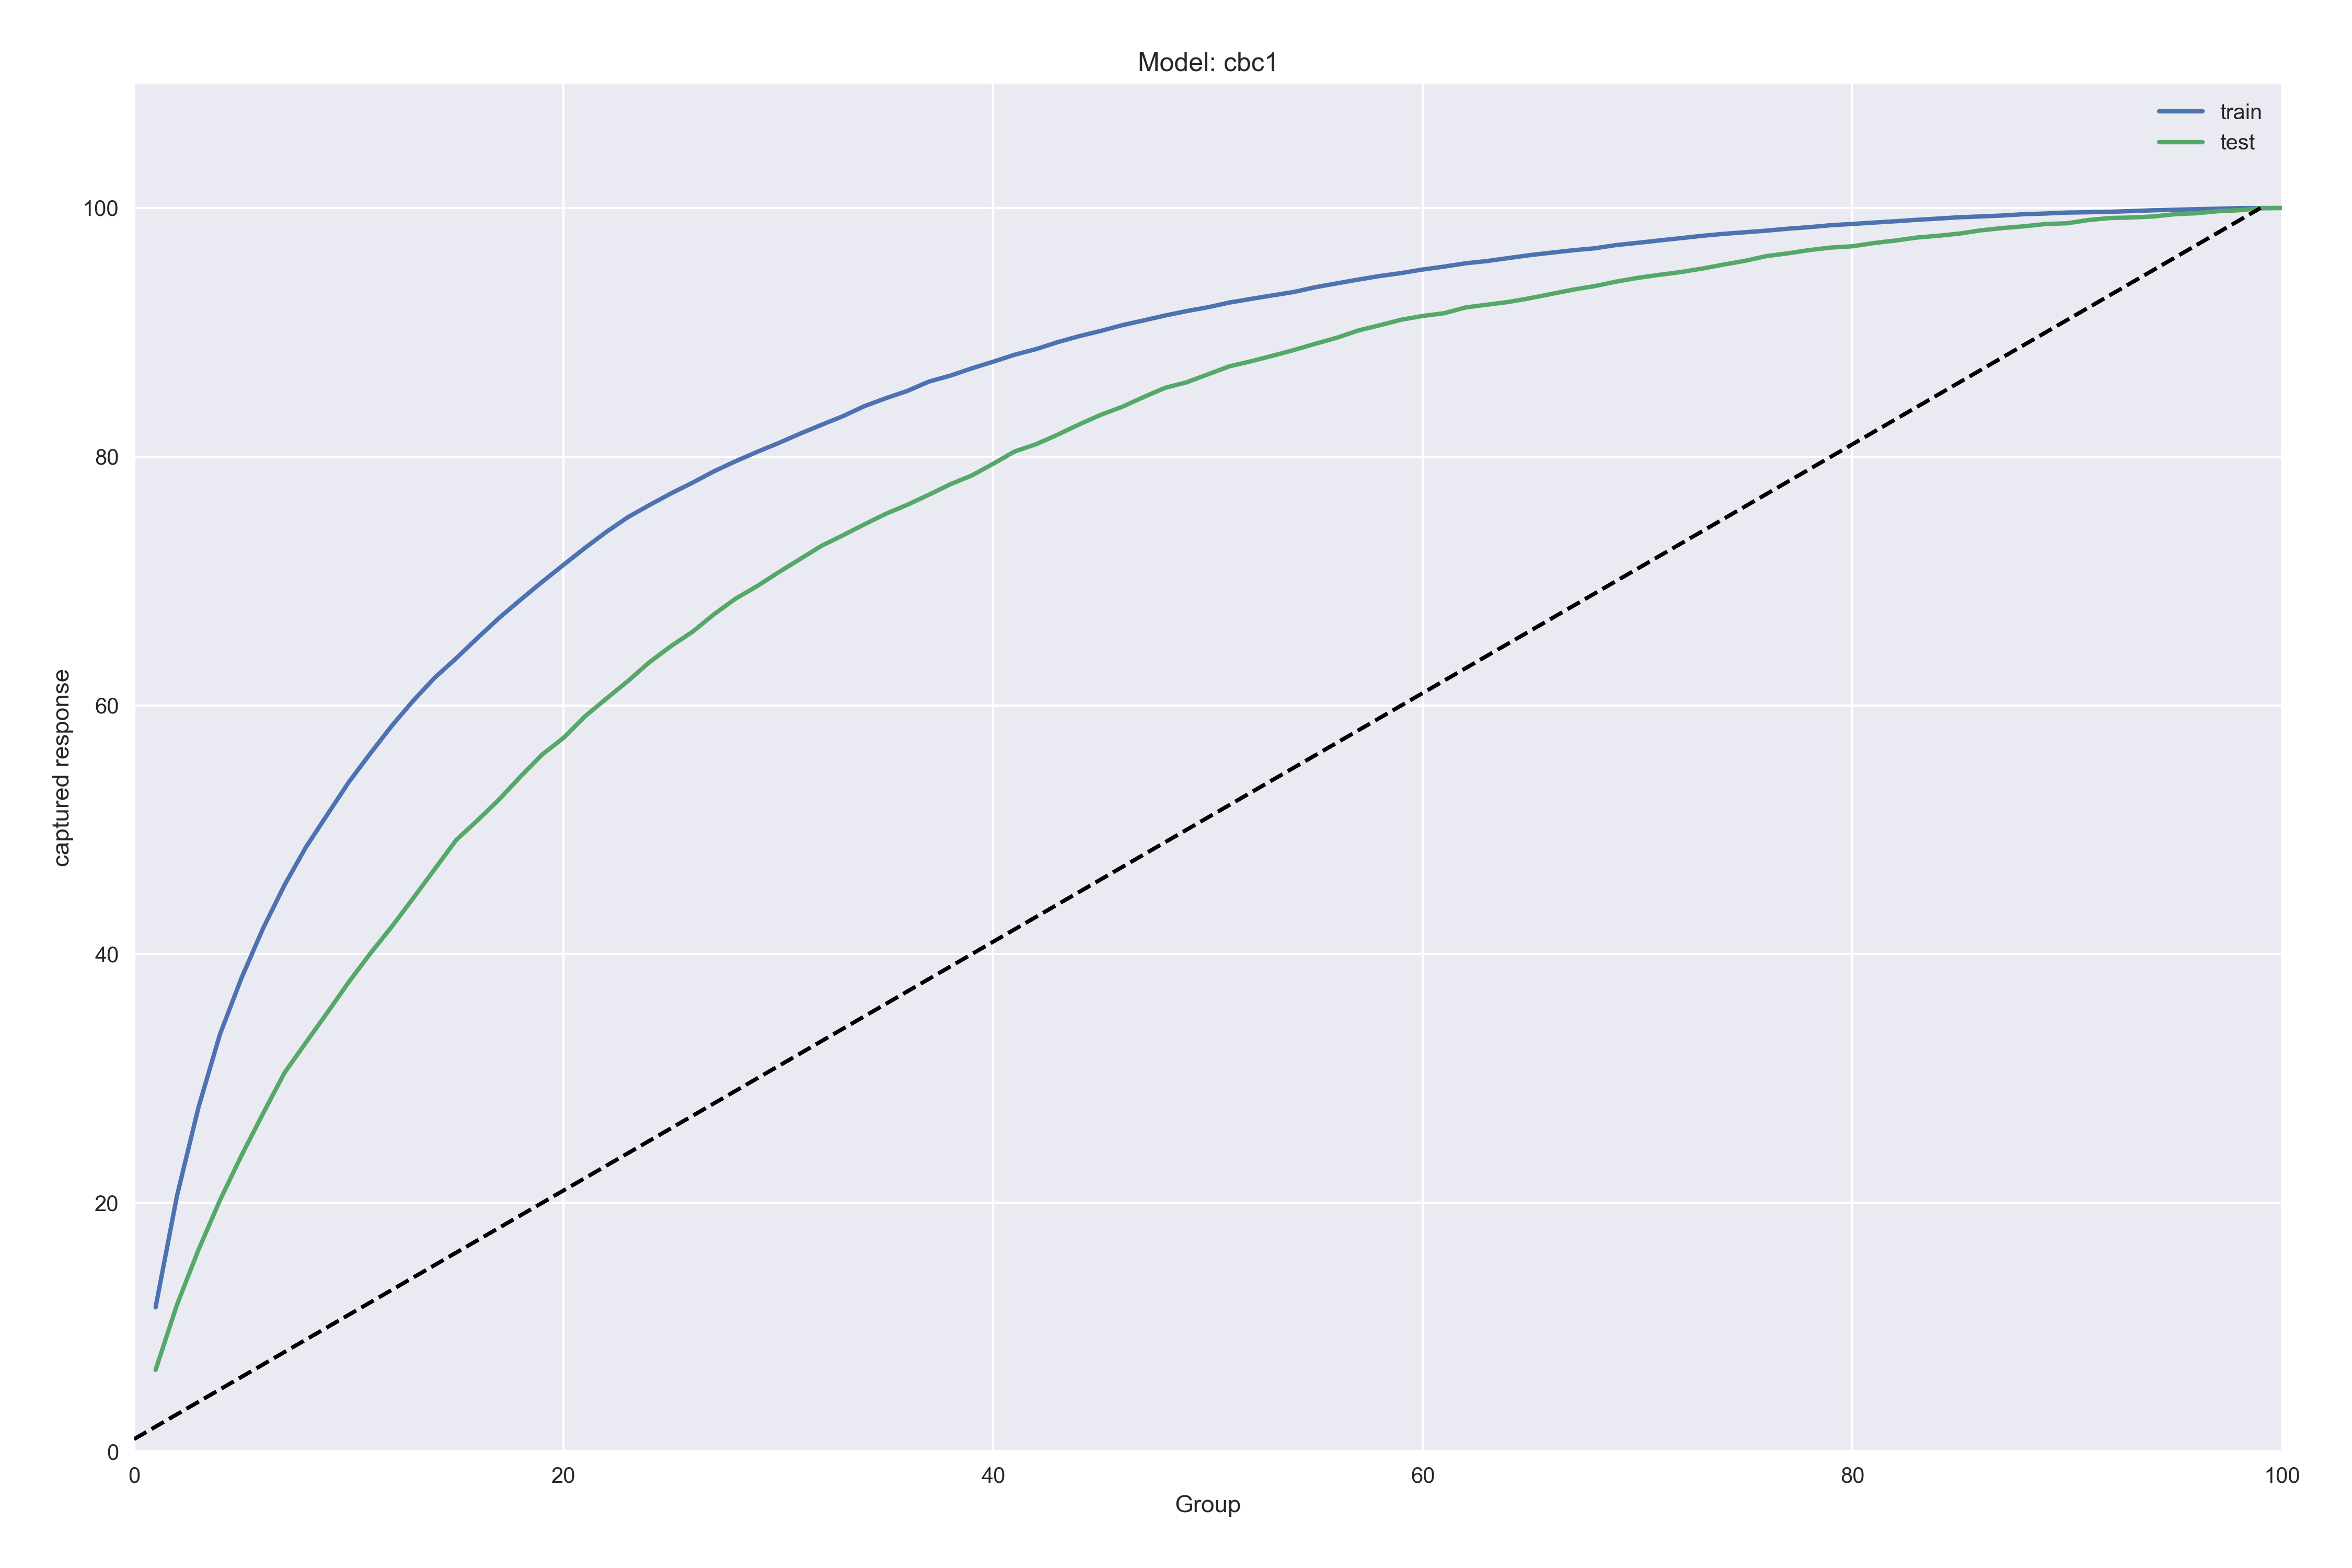 Model: cbc1
train
test
100
80
60
40
20
0
captured response
0 20 40 60 80 100
Group